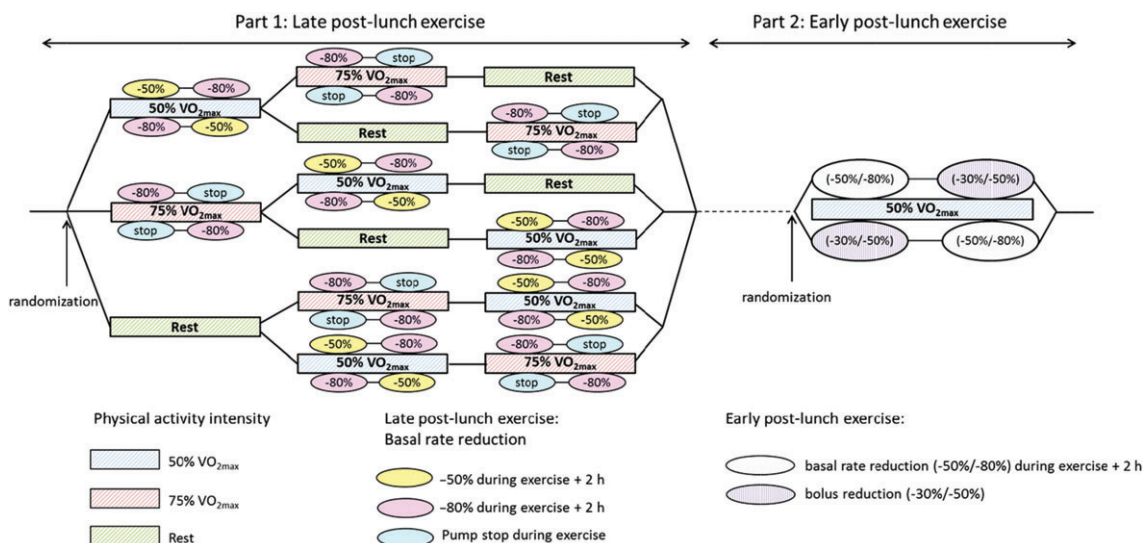 Part 1: Late post-lunch exercise
Part 2: Early post-lunch exercise
-80% stop
75% VO2max
stop -80%
Rest
-50% -80%
50% VO2max
-80% -50%
Rest
-80% stop
75% VO2max
stop -80%
-50% -80%
50% VO2max
-80% -50%
Rest
-80% stop
75% VO2max
stop -80%
Rest
-50% -80%
50% VO2max
-80% -50%
-80% stop
75% VO2max
stop -80%
-50% -80%
50% VO2max
-80% -50%
Rest
-50% -80%
50% VO2max
-80% -50%
-80% stop
75% VO2max
stop -80%
randomization
(-50%/-80%) (-30%/-50%)
50% VO2max
(-30%/-50%) (-50%/-80%)
randomization
Physical activity intensity
50% VO2max
75% VO2max
Rest
Late post-lunch exercise:
Basal rate reduction
–50% during exercise + 2 h
–80% during exercise + 2 h
Pump stop during exercise
Early post-lunch exercise:
basal rate reduction (-50%/-80%) during exercise + 2 h
bolus reduction (-30%/-50%)